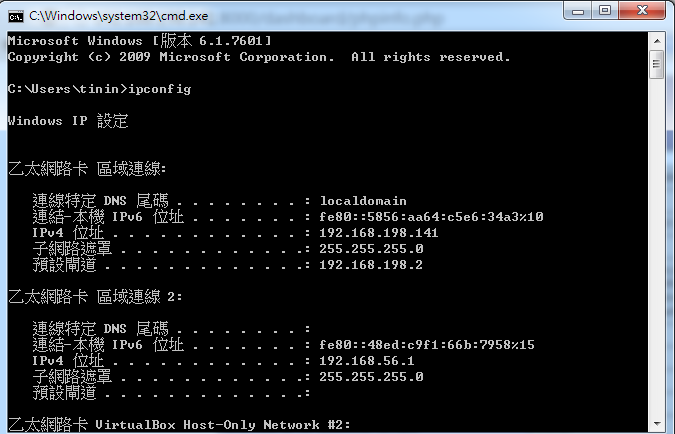 C:\Windows\system32\cmd.exe
Microsoft Windows [版本 6.1.7601]
Copyright (c) 2009 Microsoft Corporation.  All rights reserved.
C:\Users\tinin>ipconfig
Windows IP 設定
乙太網路卡 區域連線:
連線特定 DNS 尾碼 . . . . . . . . : localdomain
連結-本機 IPv6 位址 . . . . . . . : fe80::5856:aa64:c5e6:34a3%10
IPv4 位址 . . . . . . . . . . . . : 192.168.198.141
子網路遮罩 . . . . . . . . . . . .: 255.255.255.0
預設閘道 . . . . . . . . . . . . .: 192.168.198.2
乙太網路卡 區域連線 2:
連線特定 DNS 尾碼 . . . . . . . . :
連結-本機 IPv6 位址 . . . . . . . : fe80::48ed:c9f1:66b:7958%15
IPv4 位址 . . . . . . . . . . . . : 192.168.56.1
子網路遮罩 . . . . . . . . . . . .: 255.255.255.0
預設閘道 . . . . . . . . . . . . .:
乙太網路卡 VirtualBox Host-Only Network #2: